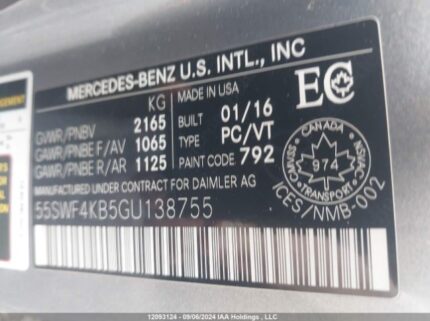 MERCEDES-BENZ U.S. INTL., INC
KG
MADE IN USA
EC
GVWR/PNBV 2165
BUILT 01/16
GAWR/PNBE F/AV 1065
TYPE PC/VT
GAWR/PNBE R/AR 1125
PAINT CODE 792
MANUFACTURED UNDER CONTRACT FOR DAIMLER AG
55SWF4KB5GU138755
CANADA
974
TRANSPORT
ICES/NMB-002
12093124 - 09/06/2024 IAA Holdings, LLC